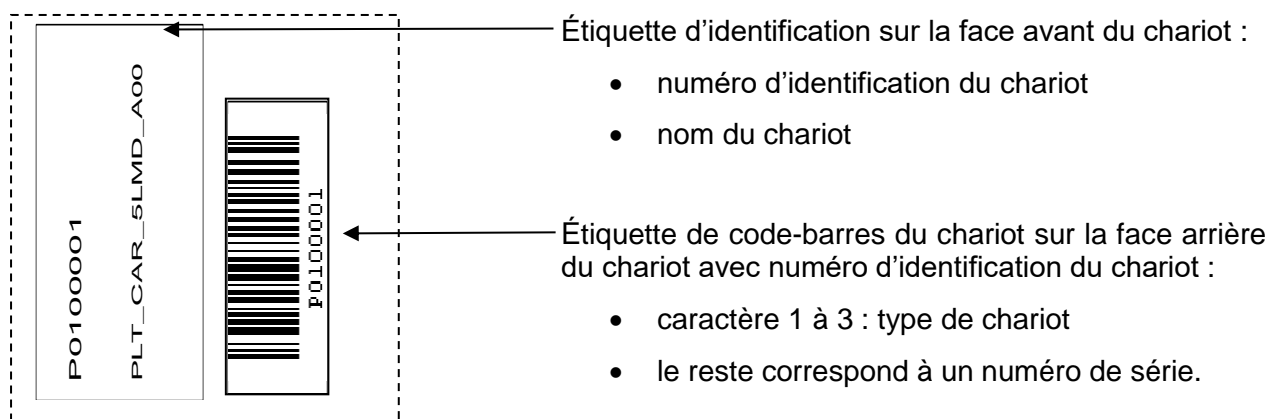 P0100001
PLT_CAR_5LMD_A00
P0100001
Étiquette d’identification sur la face avant du chariot :
• numéro d’identification du chariot
• nom du chariot
Étiquette de code-barres du chariot sur la face arrière
du chariot avec numéro d’identification du chariot :
• caractère 1 à 3 : type de chariot
• le reste correspond à un numéro de série.